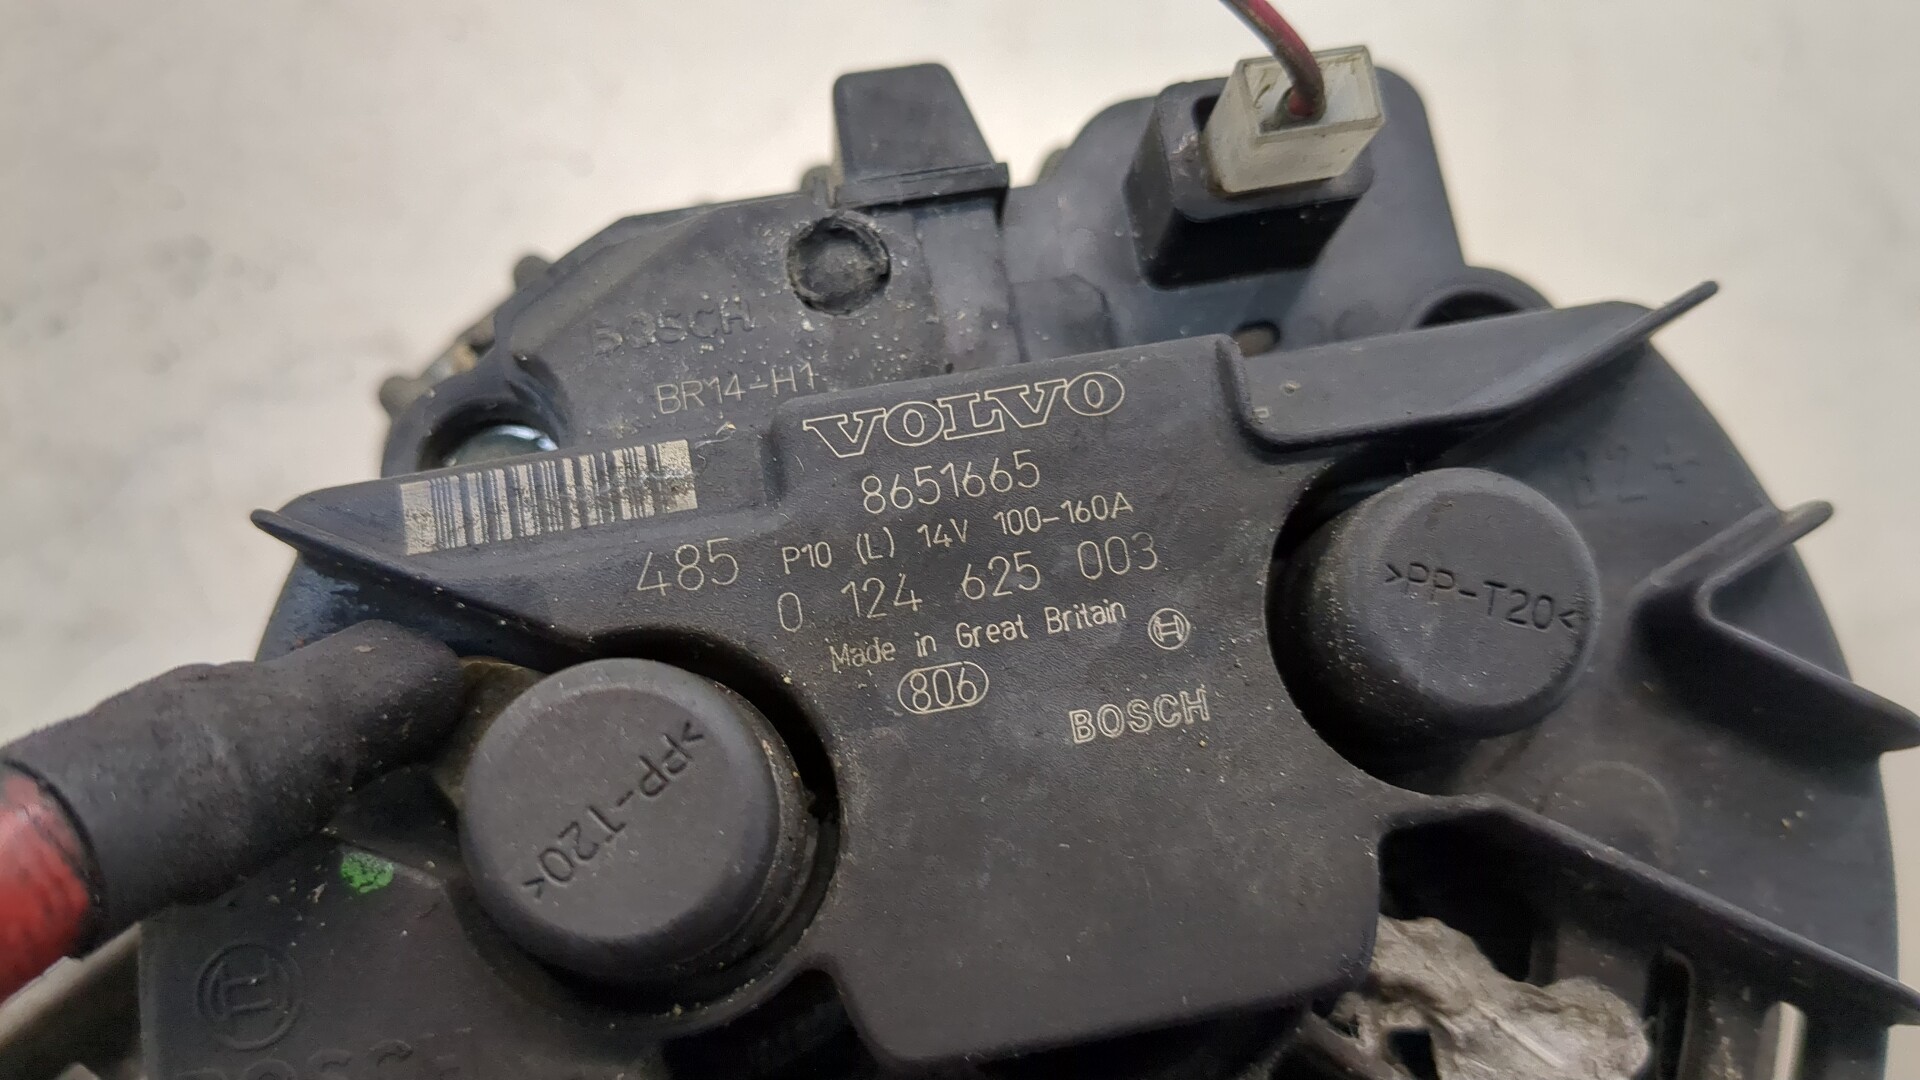 BOSCH
BR14-H1
VOLVO
8651665
485 P10 (L) 14V 100-160A
0 124 625 003
Made in Great Britain
806
BOSCH
>PP-T20<
>PP-T20<